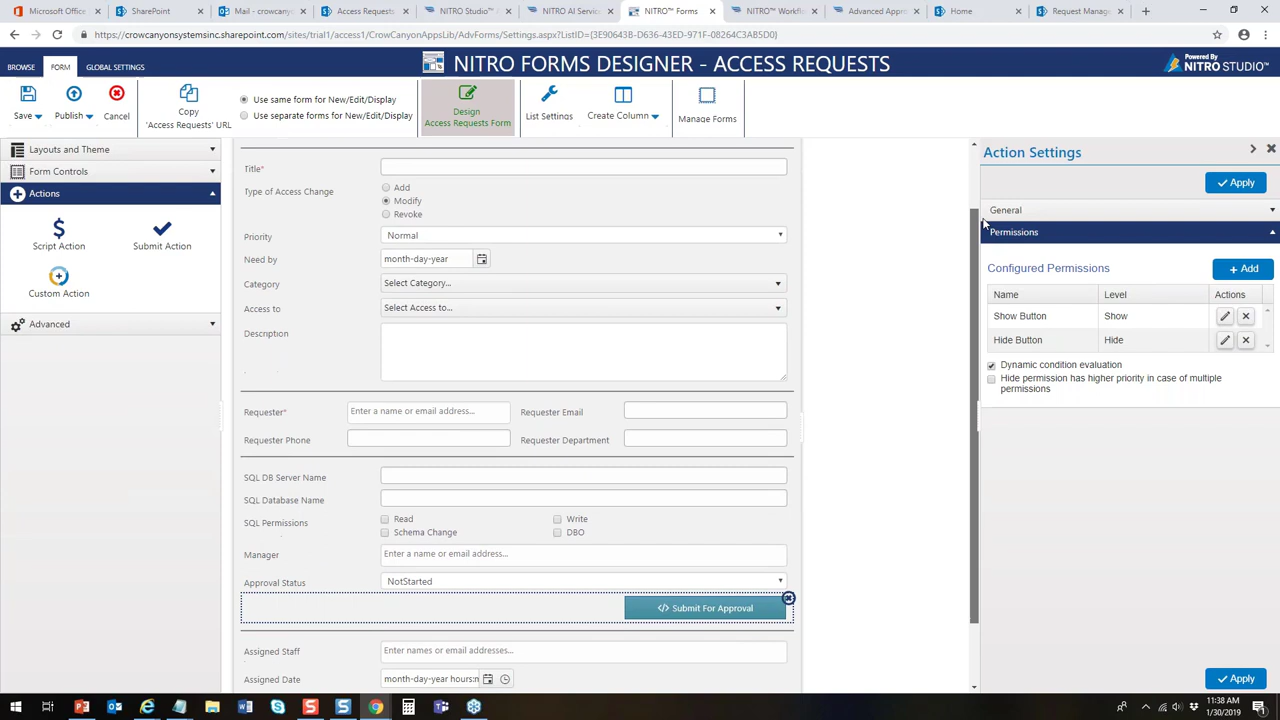 Microsoft Office
SharePoint
Mail - crowcany
Access Requests
NITRO Studio™
NITRO AI Service
NITRO™ Forms
NITRO™ Workfl
Advanced Appro
Home
Request Manag
https://crowcanyonsystemsinc.sharepoint.com/sites/trial1/access1/CrowCanyonAppsLib/AdvForms/Settings.aspx?ListID={3E90643B-D636-43ED-971F-08264C385AD0}
BROWSE
FORM
GLOBAL SETTINGS
NITRO FORMS DESIGNER - ACCESS REQUESTS
Powered By
NITRO STUDIO™
Save
Publish
Cancel
Copy
'Access Requests' URL
Use same form for New/Edit/Display
Use separate forms for New/Edit/Display
Design
Access Requests Form
List Settings
Create Column
Manage Forms
Layouts and Theme
Form Controls
Actions
Script Action
Submit Action
Custom Action
Advanced
Title*
Type of Access Change
Add
Modify
Revoke
Priority
Normal
Need by
month-day-year
Category
Select Category...
Access to
Select Access to...
Description
Requester*
Enter a name or email address...
Requester Email
Requester Phone
Requester Department
SQL DB Server Name
SQL Database Name
SQL Permissions
Read
Write
Schema Change
DBO
Manager
Enter a name or email address...
Approval Status
NotStarted
</> Submit For Approval
Assigned Staff
Enter names or email addresses...
Assigned Date
month-day-year hours:m
Action Settings
Apply
General
Permissions
Configured Permissions
+ Add
Name
Level
Actions
Show Button
Show
Hide Button
Hide
Dynamic condition evaluation
Hide permission has higher priority in case of multiple
permissions
Apply
11:38 AM
1/30/2019